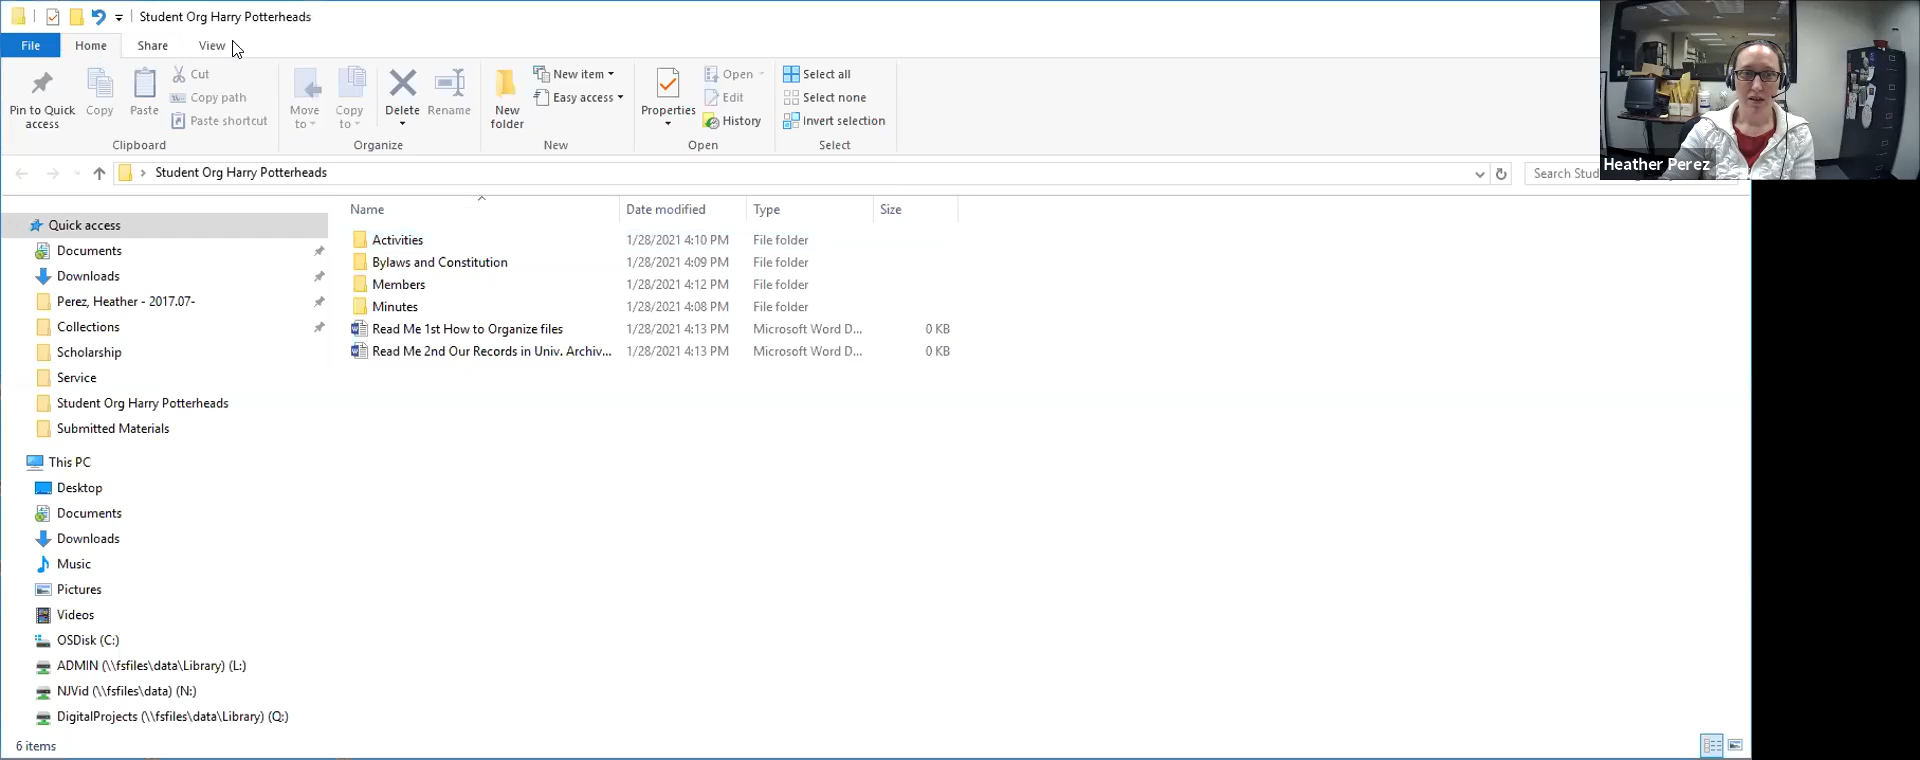 Student Org Harry Potterheads
File Home Share View
Pin to Quick access
Copy
Paste
Cut
Copy path
Paste shortcut
Clipboard
Move to
Copy to
Delete
Rename
Organize
New folder
New item
Easy access
New
Properties
Open
Edit
History
Open
Select all
Select none
Invert selection
Select
Heather Perez
Student Org Harry Potterheads
Search
Name Date modified Type Size
Quick access
Documents
Downloads
Perez, Heather - 2017.07-
Collections
Scholarship
Service
Student Org Harry Potterheads
Submitted Materials
This PC
Desktop
Documents
Downloads
Music
Pictures
Videos
OSDisk (C:)
ADMIN (\\fsfiles\data\Library) (L:)
NJVid (\\fsfiles\data) (N:)
DigitalProjects (\\fsfiles\data\Library) (Q:)
Activities 1/28/2021 4:10 PM File folder
Bylaws and Constitution 1/28/2021 4:09 PM File folder
Members 1/28/2021 4:12 PM File folder
Minutes 1/28/2021 4:08 PM File folder
Read Me 1st How to Organize files 1/28/2021 4:13 PM Microsoft Word D... 0 KB
Read Me 2nd Our Records in Univ. Archiv... 1/28/2021 4:13 PM Microsoft Word D... 0 KB
6 items